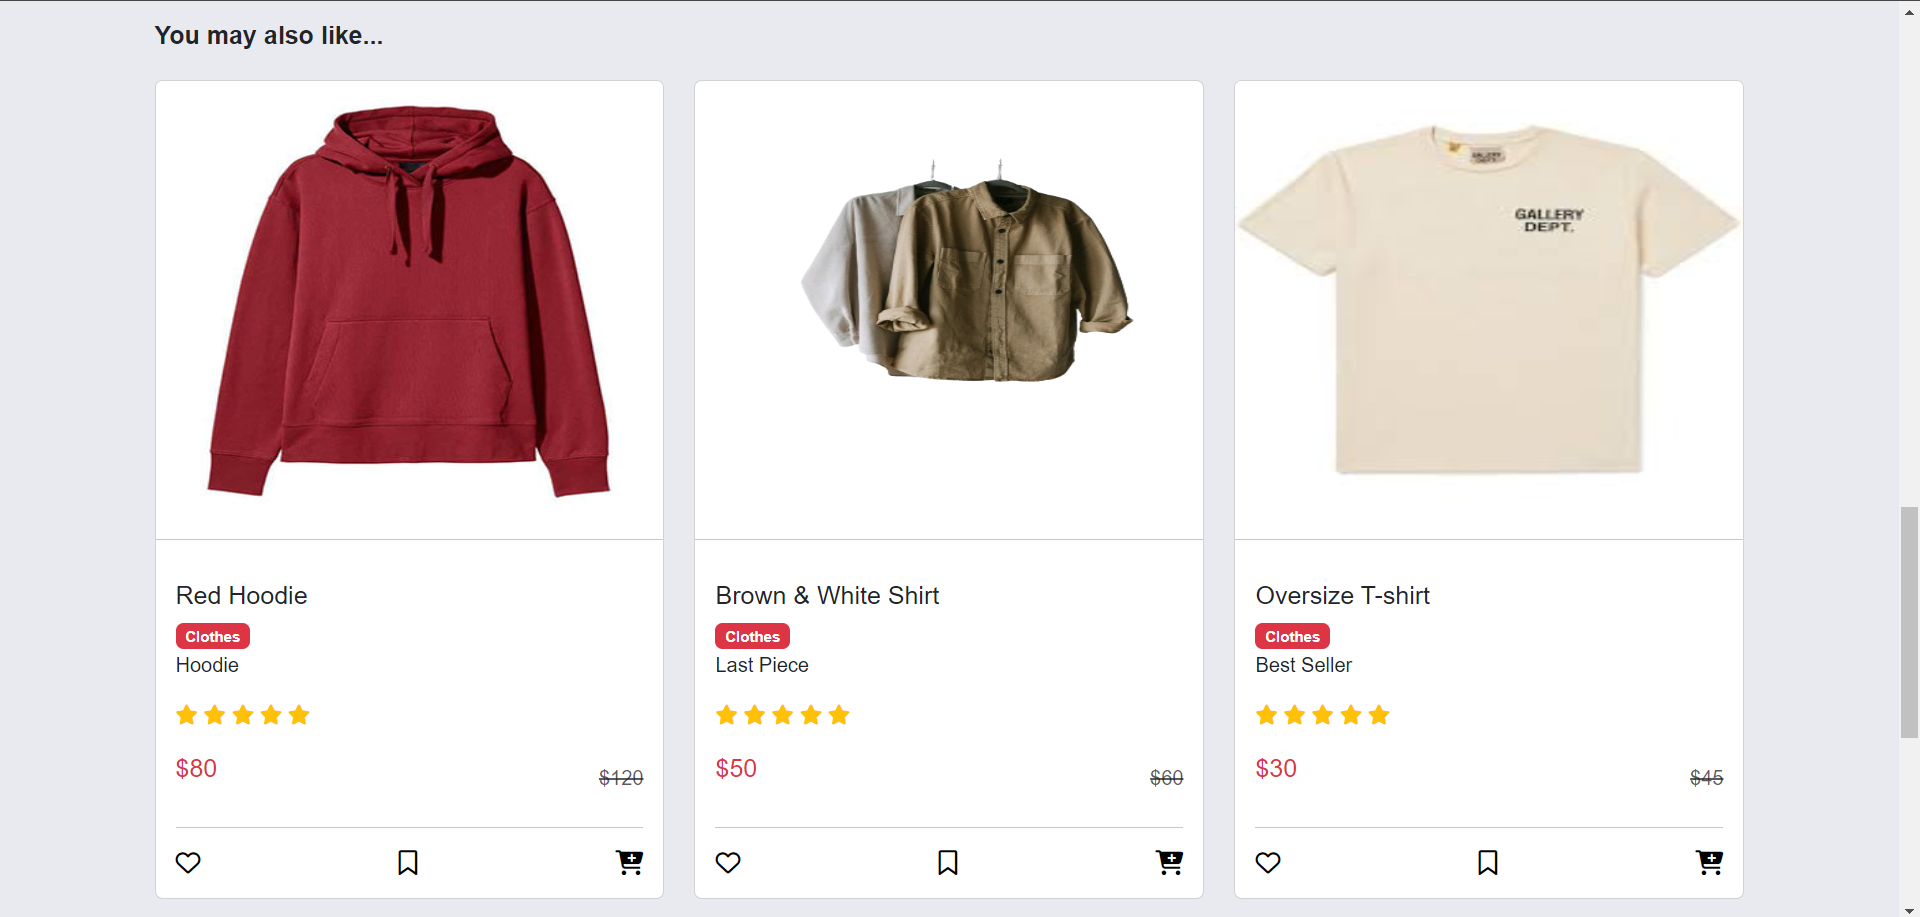 You may also like...
GALLERY
DEPT.
Red Hoodie
Clothes
Hoodie
$80
$120
Brown & White Shirt
Clothes
Last Piece
$50
$60
Oversize T-shirt
Clothes
Best Seller
$30
$45